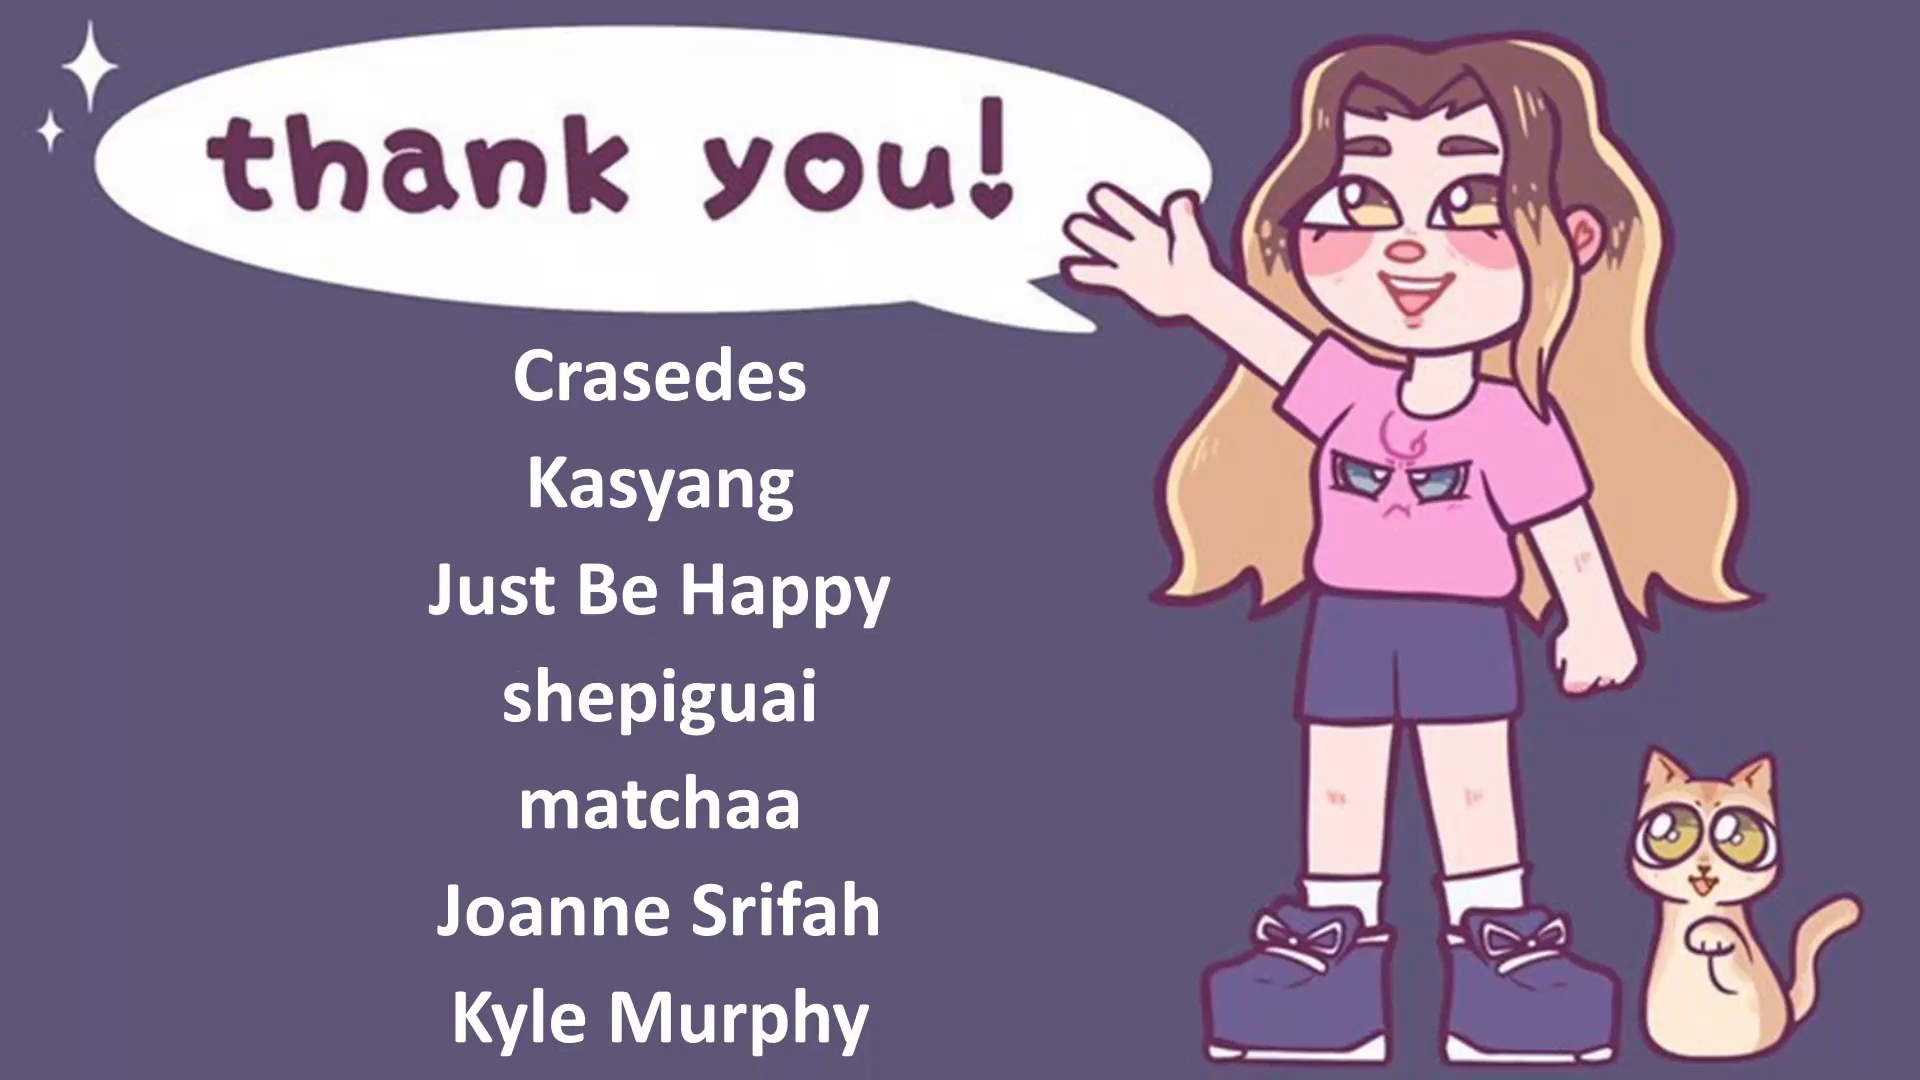 thank you!
Crasedes
Kasyang
Just Be Happy
shepiguai
matchaa
Joanne Srifah
Kyle Murphy